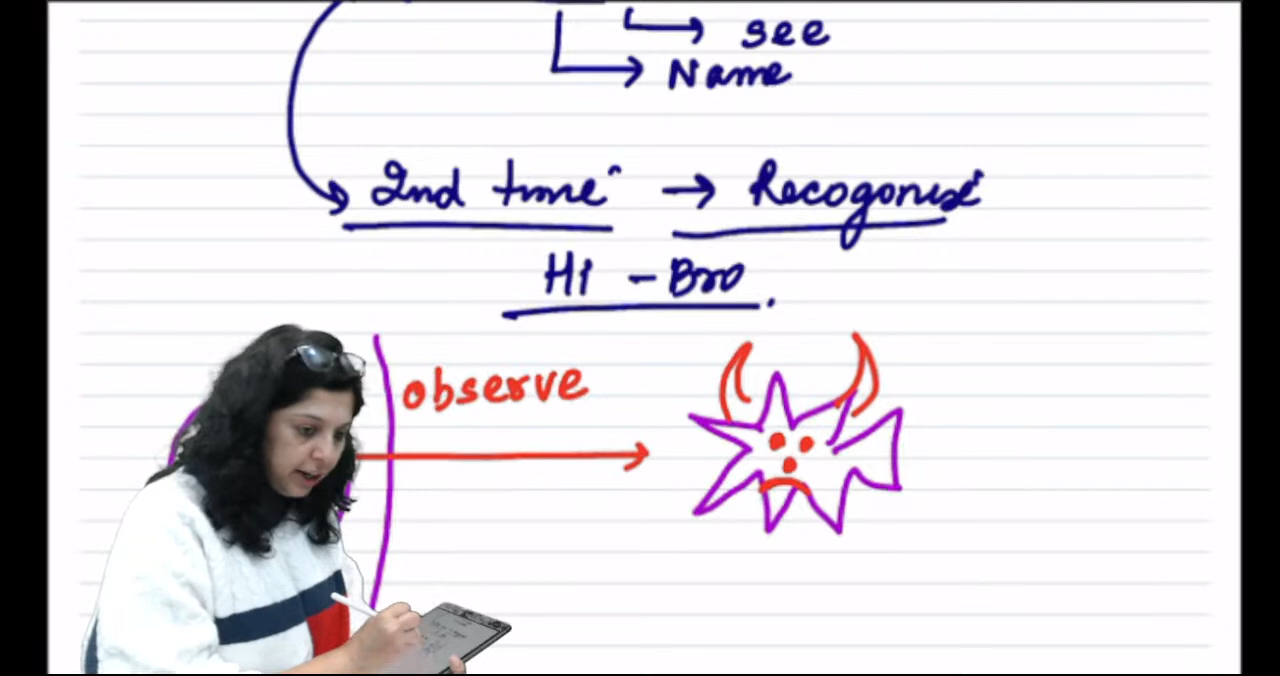 see
Name
2nd time → Recogonise
Hi - Bro.
observe